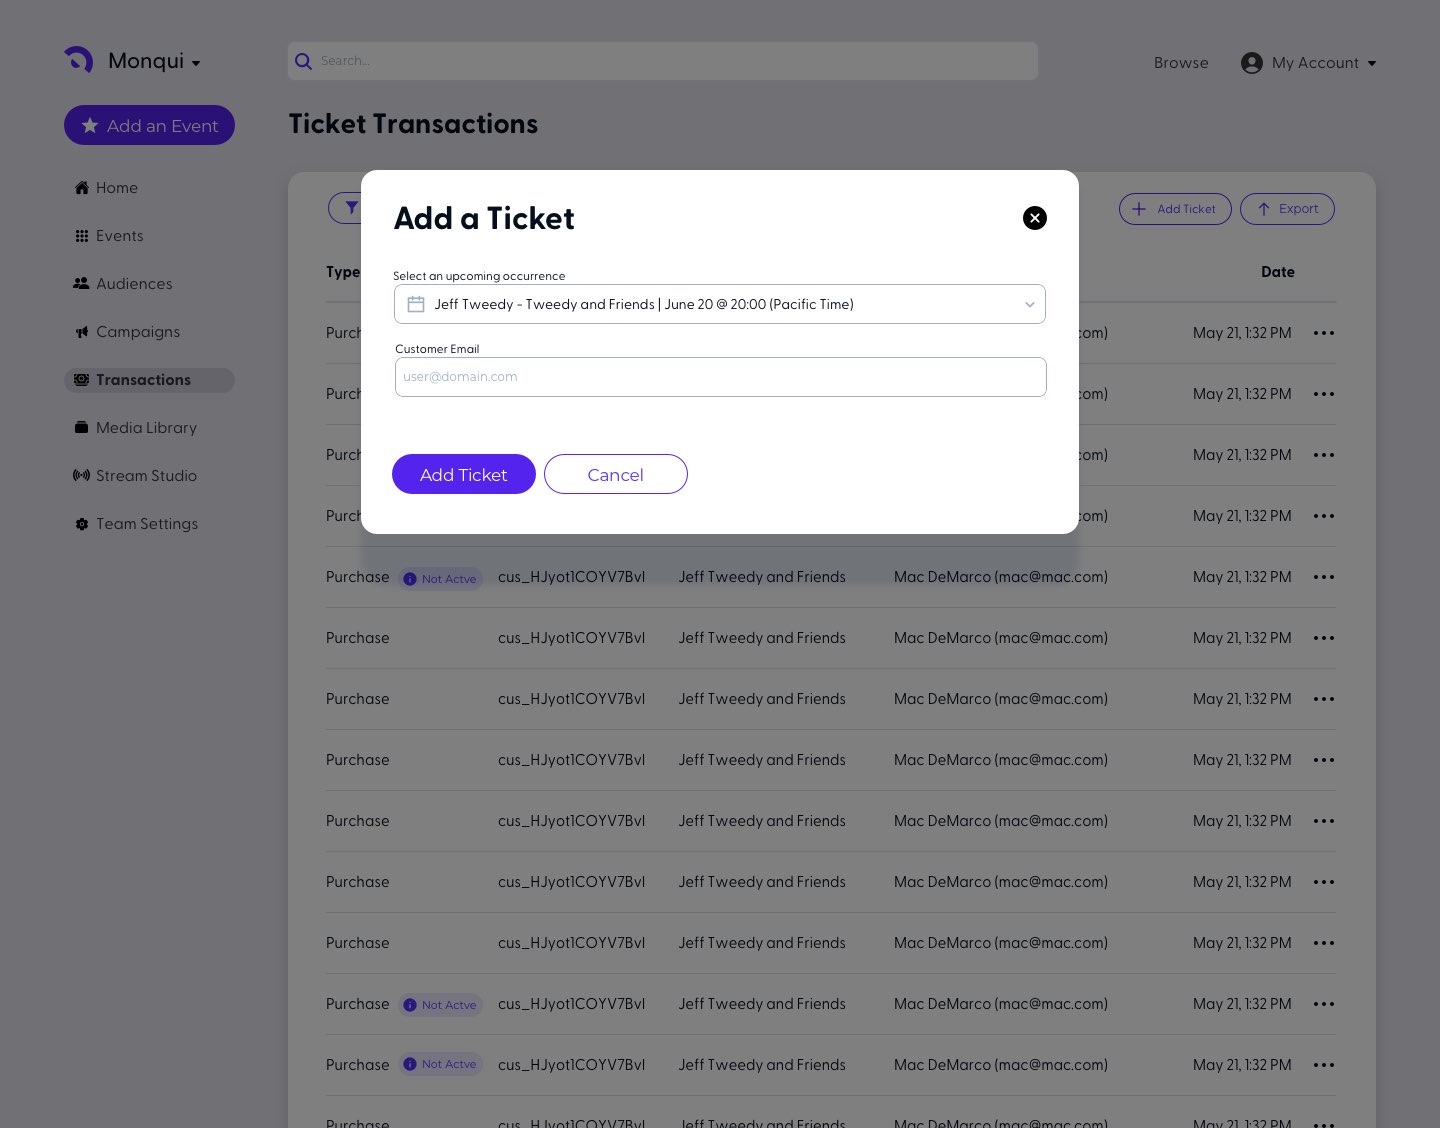 Monqui
Search...
Browse
My Account
Add an Event
Ticket Transactions
Home
Events
Audiences
Campaigns
Transactions
Media Library
Stream Studio
Team Settings
Add Ticket
Export
Type
Date
Add a Ticket
Select an upcoming occurrence
Jeff Tweedy - Tweedy and Friends | June 20 @ 20:00 (Pacific Time)
Customer Email
user@domain.com
Add Ticket
Cancel
Purch com) May 21, 1:32 PM
Purch com) May 21, 1:32 PM
Purch com) May 21, 1:32 PM
Purch com) May 21, 1:32 PM
Purchase Not Actve cus_HJyot1COYV7Bvl Jeff Tweedy and Friends Mac DeMarco (mac@mac.com) May 21, 1:32 PM
Purchase cus_HJyot1COYV7Bvl Jeff Tweedy and Friends Mac DeMarco (mac@mac.com) May 21, 1:32 PM
Purchase cus_HJyot1COYV7Bvl Jeff Tweedy and Friends Mac DeMarco (mac@mac.com) May 21, 1:32 PM
Purchase cus_HJyot1COYV7Bvl Jeff Tweedy and Friends Mac DeMarco (mac@mac.com) May 21, 1:32 PM
Purchase cus_HJyot1COYV7Bvl Jeff Tweedy and Friends Mac DeMarco (mac@mac.com) May 21, 1:32 PM
Purchase cus_HJyot1COYV7Bvl Jeff Tweedy and Friends Mac DeMarco (mac@mac.com) May 21, 1:32 PM
Purchase cus_HJyot1COYV7Bvl Jeff Tweedy and Friends Mac DeMarco (mac@mac.com) May 21, 1:32 PM
Purchase Not Actve cus_HJyot1COYV7Bvl Jeff Tweedy and Friends Mac DeMarco (mac@mac.com) May 21, 1:32 PM
Purchase Not Actve cus_HJyot1COYV7Bvl Jeff Tweedy and Friends Mac DeMarco (mac@mac.com) May 21, 1:32 PM
Purchase cus_HJyot1COYV7Bvl Jeff Tweedy and Friends Mac DeMarco (mac@mac.com) May 21, 1:32 PM